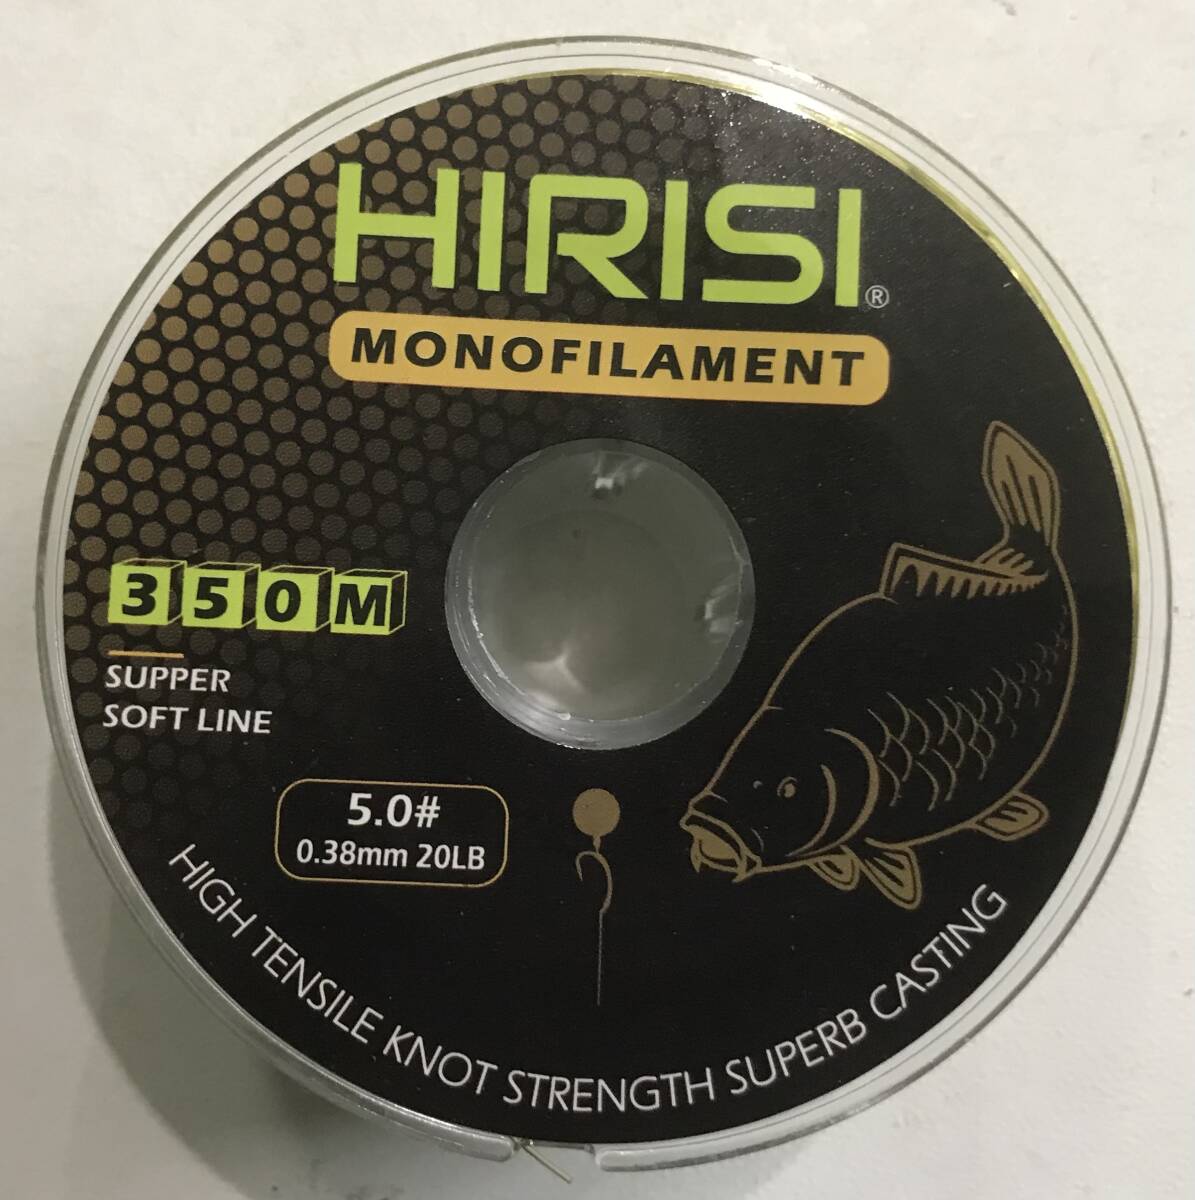 HIRISI®
MONOFILAMENT
350M
SUPPER
SOFT LINE
5.0#
0.38mm 20LB
HIGH TENSILE KNOT STRENGTH SUPERB CASTING